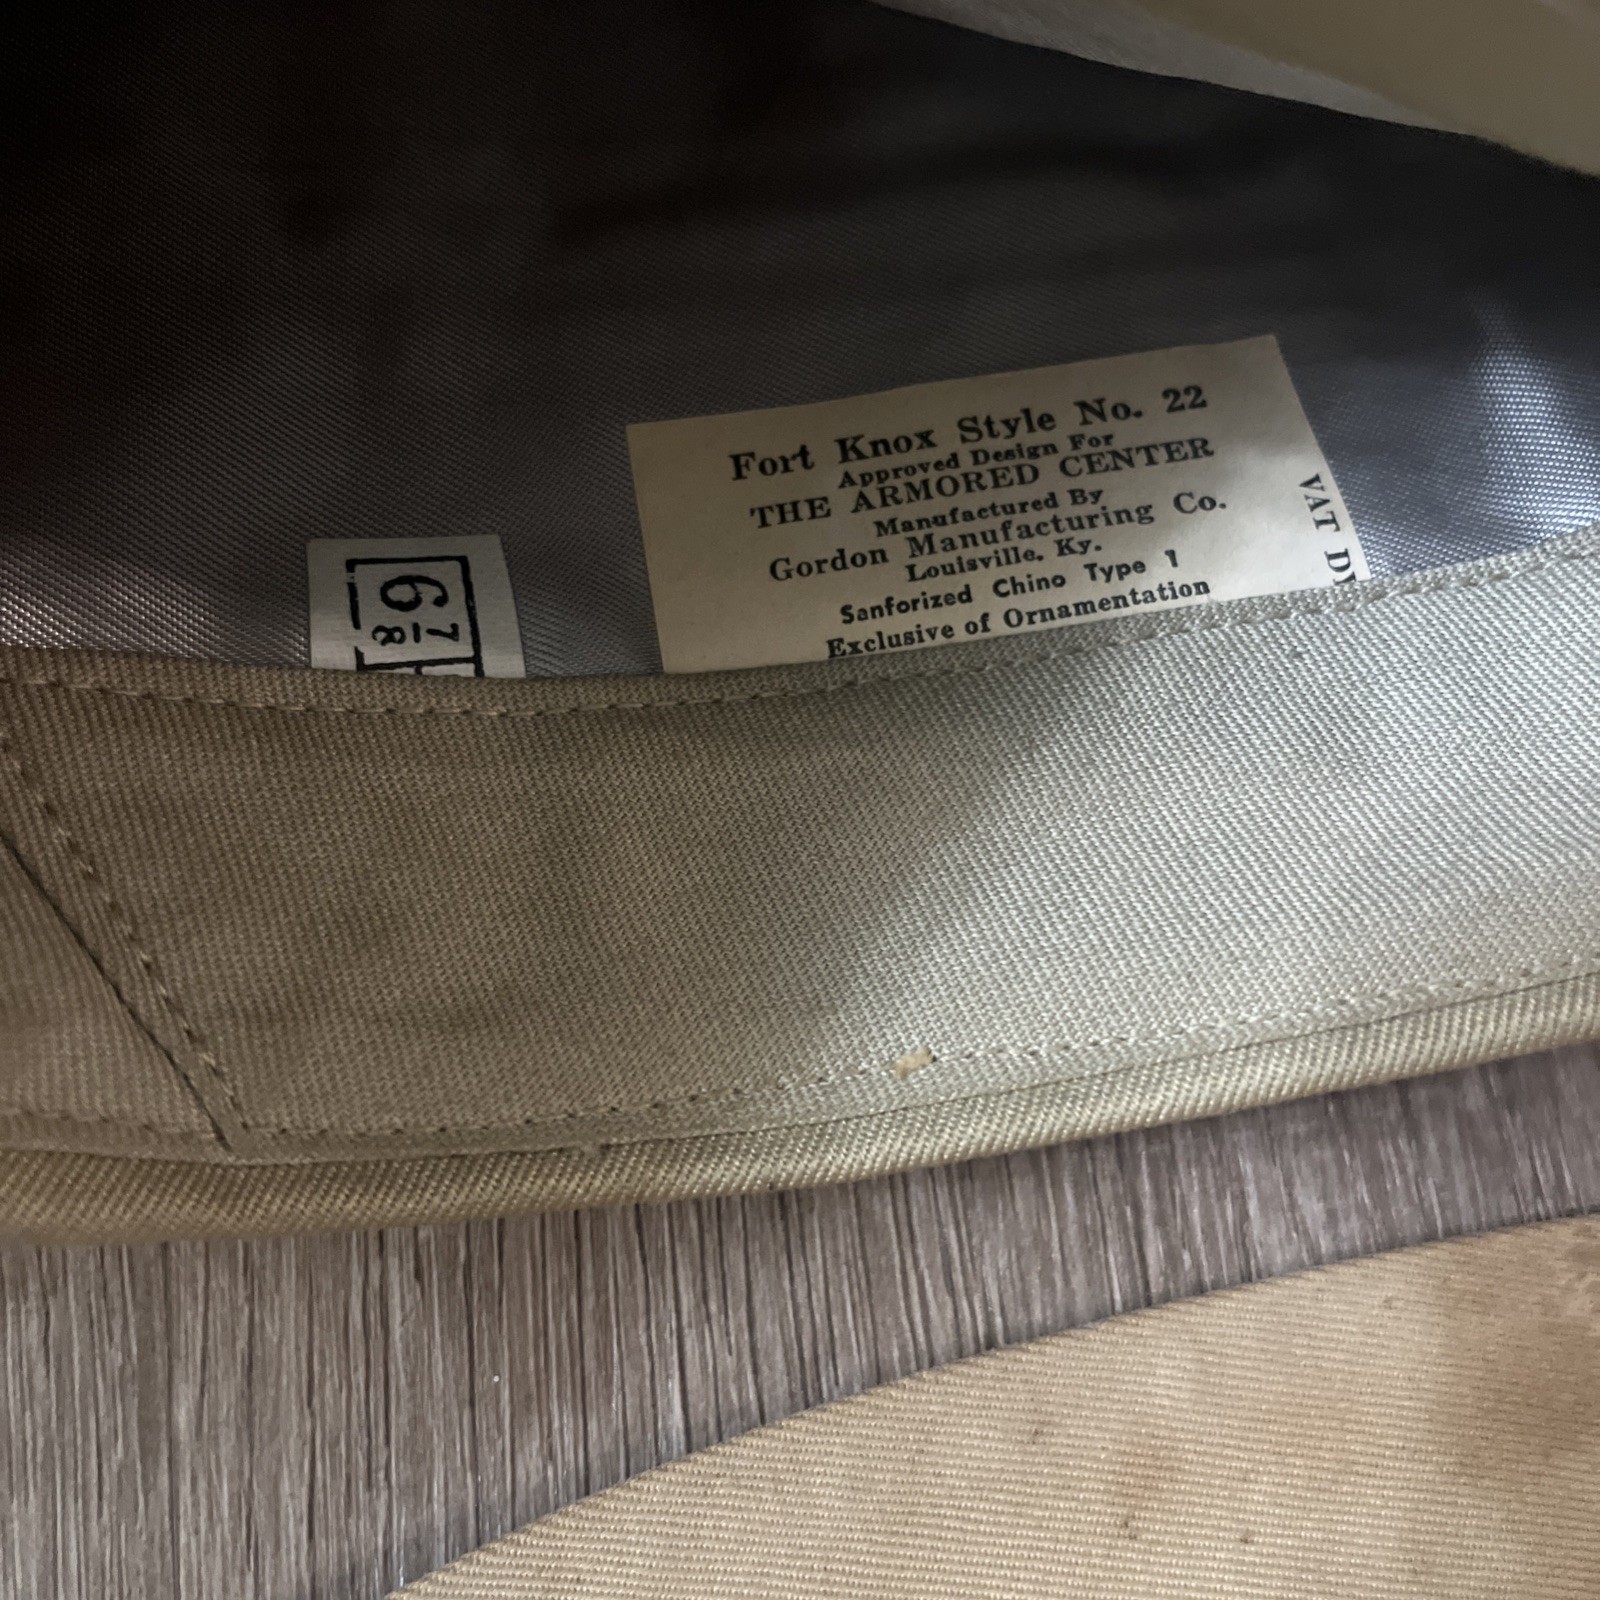 Fort Knox Style No. 22
Approved Design For
THE ARMORED CENTER
Manufactured By
Gordon Manufacturing Co.
Louisville, Ky.
Sanforized Chino Type 1
Exclusive of Ornamentation
VAT
6 7/8